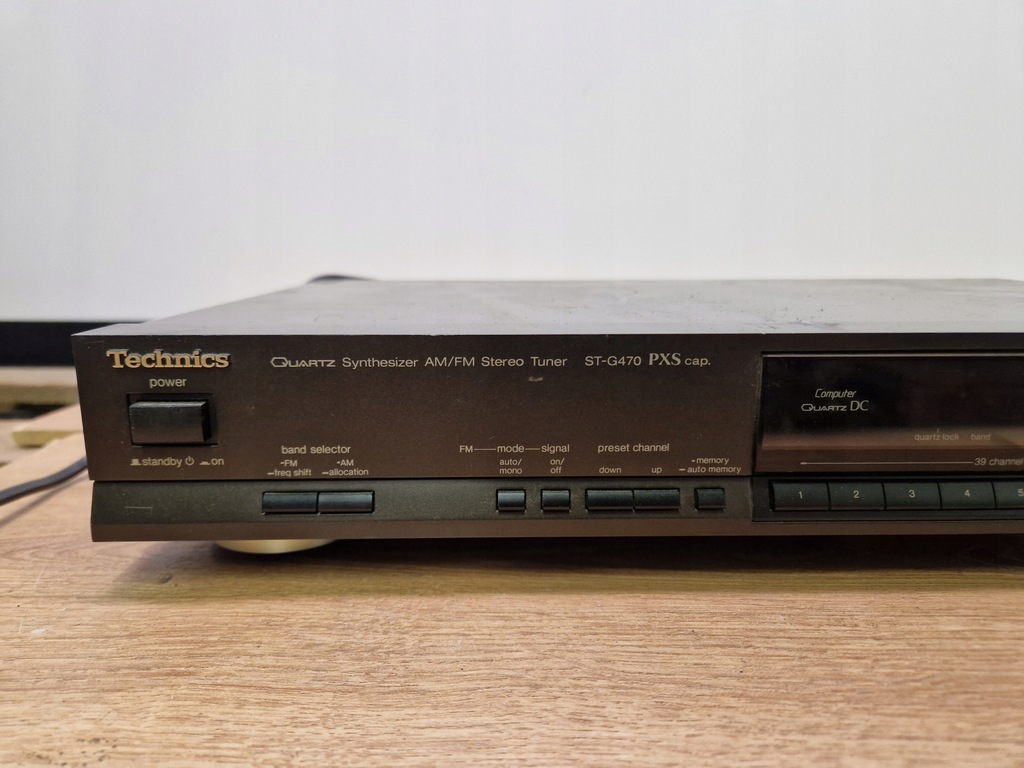 Technics
QUARTZ Synthesizer AM/FM Stereo Tuner ST-G470 PXS cap.
power
standby on
band selector
-FM -AM
-freq shift -allocation
FM mode signal
auto/ mono
on/ off
preset channel
down up
-memory
-auto memory
Computer
QUARTZ DC
quartz lock band
39 channel
1 2 3 4 5